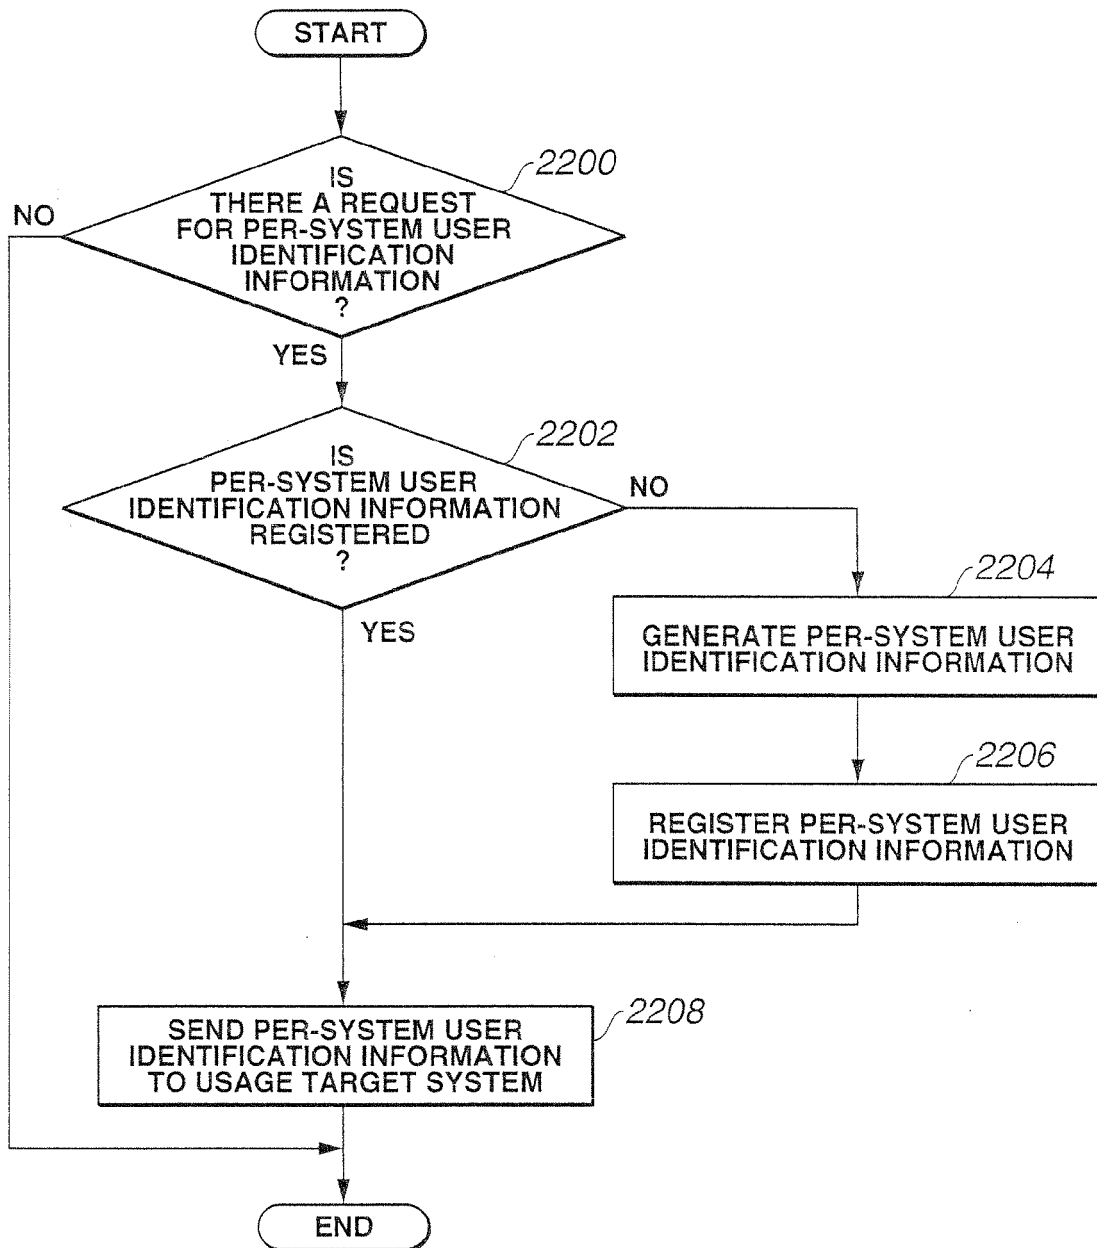 START
2200
IS
THERE A REQUEST
FOR PER-SYSTEM USER
IDENTIFICATION
INFORMATION
?
NO
YES
2202
IS
PER-SYSTEM USER
IDENTIFICATION INFORMATION
REGISTERED
?
NO
YES
2204
GENERATE PER-SYSTEM USER
IDENTIFICATION INFORMATION
2206
REGISTER PER-SYSTEM USER
IDENTIFICATION INFORMATION
2208
SEND PER-SYSTEM USER
IDENTIFICATION INFORMATION
TO USAGE TARGET SYSTEM
END